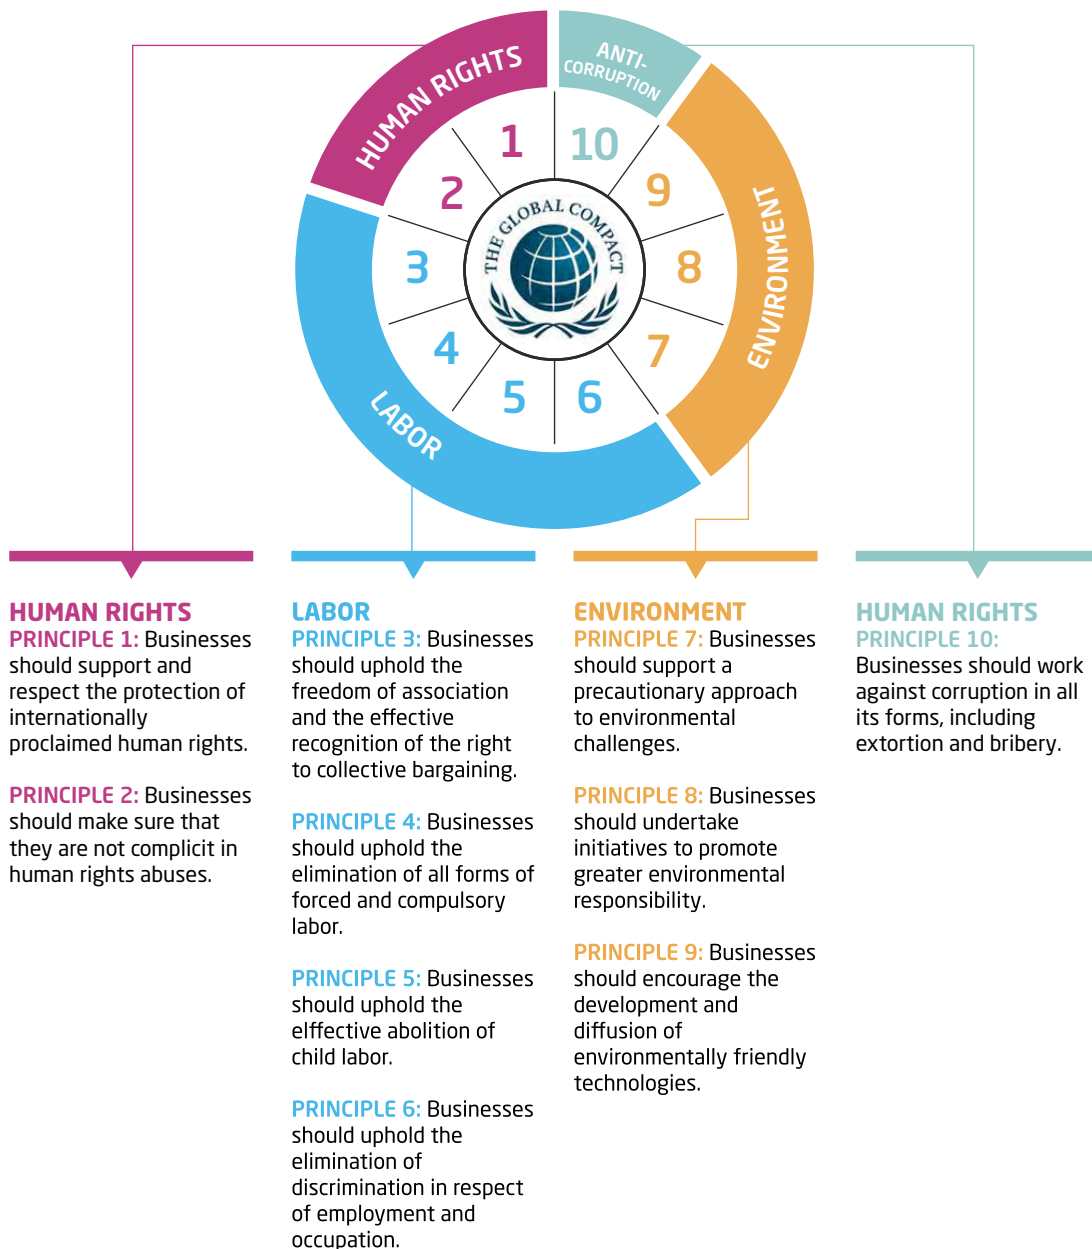 HUMAN RIGHTS
ANTI-
CORRUPTION
ENVIRONMENT
LABOR
1
2
3
4
5
6
7
8
9
10
THE GLOBAL COMPACT
HUMAN RIGHTS
PRINCIPLE 1: Businesses
should support and
respect the protection of
internationally
proclaimed human rights.
PRINCIPLE 2: Businesses
should make sure that
they are not complicit in
human rights abuses.
LABOR
PRINCIPLE 3: Businesses
should uphold the
freedom of association
and the effective
recognition of the right
to collective bargaining.
PRINCIPLE 4: Businesses
should uphold the
elimination of all forms of
forced and compulsory
labor.
PRINCIPLE 5: Businesses
should uphold the
elffective abolition of
child labor.
PRINCIPLE 6: Businesses
should uphold the
elimination of
discrimination in respect
of employment and
occupation.
ENVIRONMENT
PRINCIPLE 7: Businesses
should support a
precautionary approach
to environmental
challenges.
PRINCIPLE 8: Businesses
should undertake
initiatives to promote
greater environmental
responsibility.
PRINCIPLE 9: Businesses
should encourage the
development and
diffusion of
environmentally friendly
technologies.
HUMAN RIGHTS
PRINCIPLE 10:
Businesses should work
against corruption in all
its forms, including
extortion and bribery.